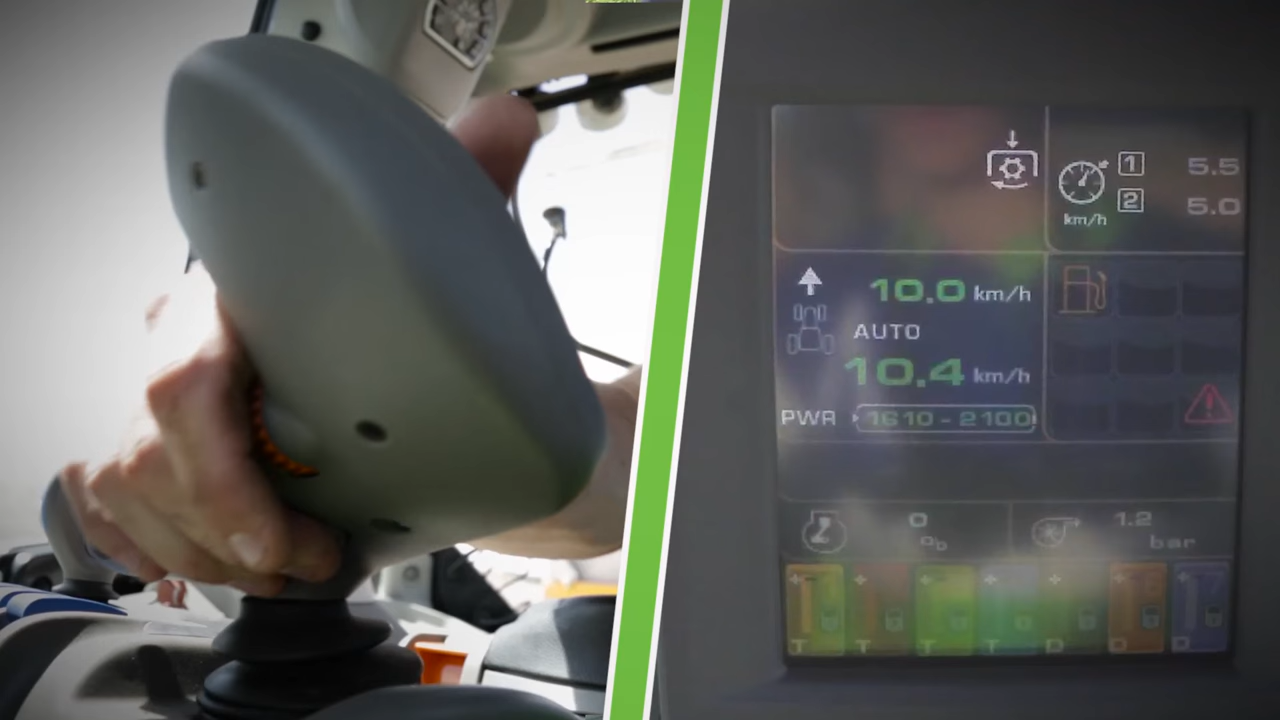 1 5.5
2 5.0
km/h
10.0 km/h
AUTO
10.4 km/h
PWR 1610 - 2100
0 1.2
% bar
T T T T D D D